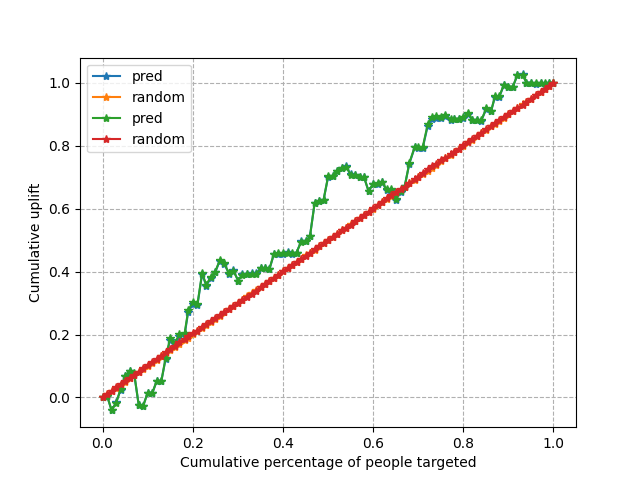 pred
random
pred
random
Cumulative uplift
1.0
0.8
0.6
0.4
0.2
0.0
0.0 0.2 0.4 0.6 0.8 1.0
Cumulative percentage of people targeted